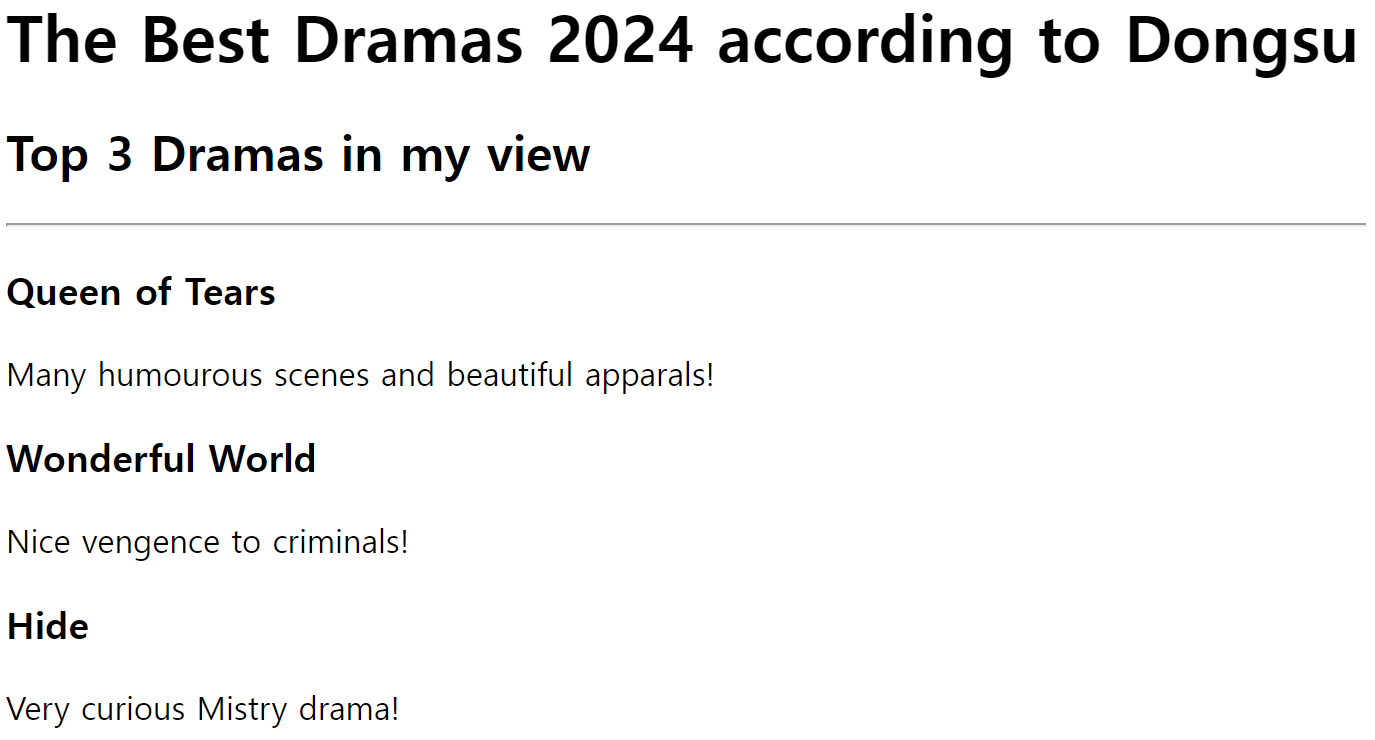 The Best Dramas 2024 according to Dongsu
Top 3 Dramas in my view
Queen of Tears
Many humourous scenes and beautiful apparals!
Wonderful World
Nice vengence to criminals!
Hide
Very curious Mistry drama!